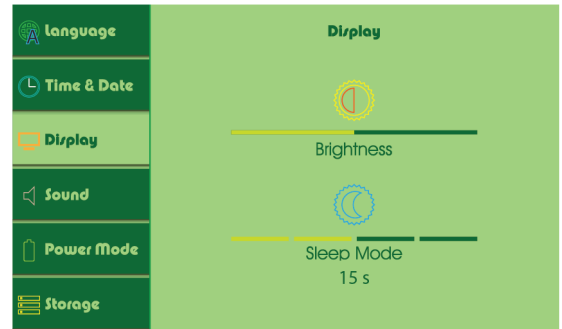 Language
Time & Date
Display
Sound
Power Mode
Storage
Display
Brightness
Sleep Mode
15 s